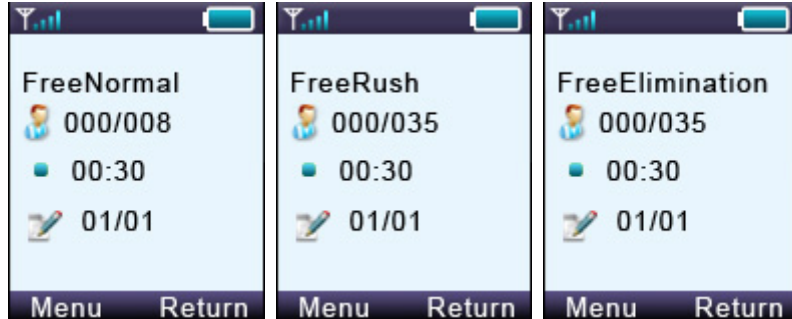 FreeNormal
000/008
00:30
01/01
Menu Return
FreeRush
000/035
00:30
01/01
Menu Return
FreeElimination
000/035
00:30
01/01
Menu Return